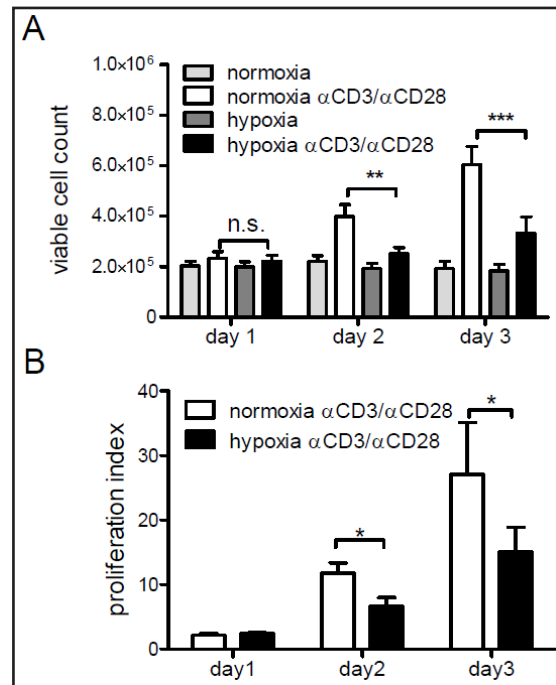 A
1.0×10⁶
8.0×10⁵
6.0×10⁵
4.0×10⁵
2.0×10⁵
0
viable cell count
normoxia
normoxia αCD3/αCD28
hypoxia
hypoxia αCD3/αCD28
n.s.
**
***
day 1 day 2 day 3
B
40
30
20
10
0
proliferation index
normoxia αCD3/αCD28
hypoxia αCD3/αCD28
*
*
day1 day2 day3